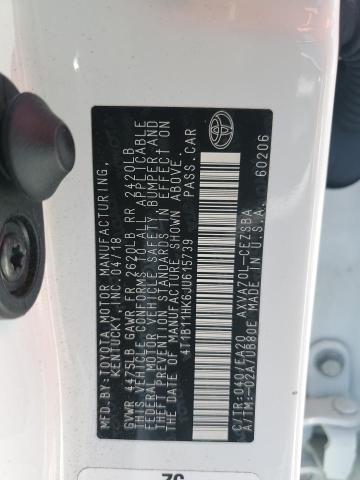 MFD. BY:
TOYOTA MOTOR MANUFACTURING,
KENTUCKY, INC. 04/18
GVWR 4475LB GAWR FR 2620LB RR 2420LB
THIS VEHICLE CONFORMS TO ALL APPLICABLE
FEDERAL MOTOR VEHICLE SAFETY, BUMPER, AND
THEFT PREVENTION STANDARDS IN EFFECT ON
THE DATE OF MANUFACTURE SHOWN ABOVE.
4T1B11HK6JU615739 PASS.CAR
C/TR: 040/EA20 AXVA70L-CEZSBA
A/TM: -02A/UB80E MADE IN U.S.A.
60206